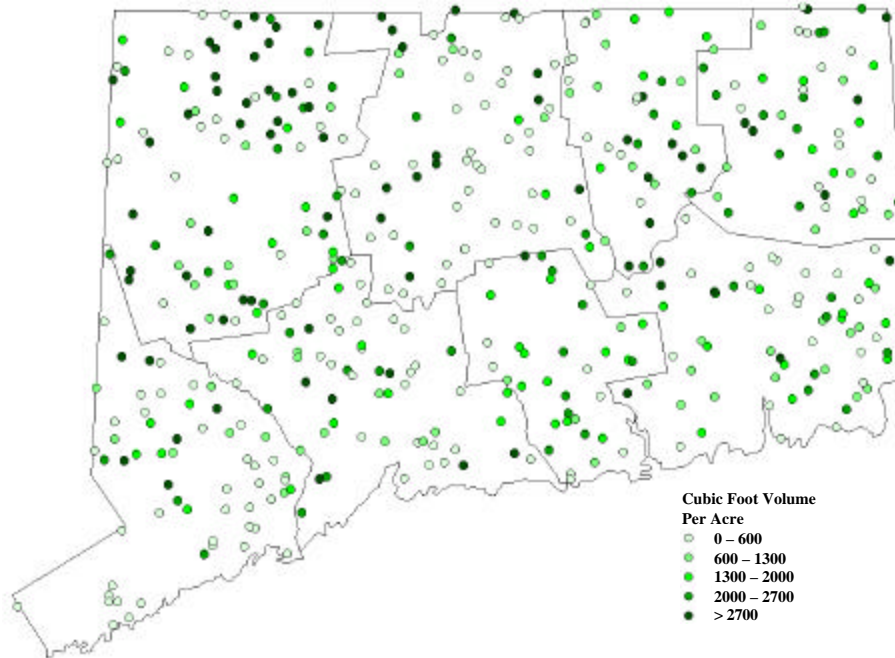 Cubic Foot Volume
Per Acre
0 – 600
600 – 1300
1300 – 2000
2000 – 2700
> 2700